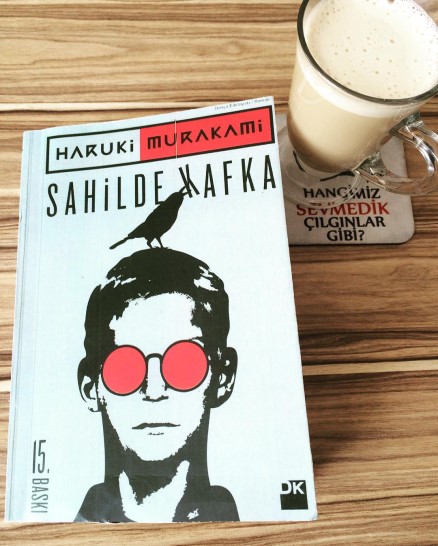 HARUKi MURAKAMi
SAHiLDE KAFKA
15. BASKI
DK
HANGİMİZ
SEVMEDİK
ÇILGINLAR
GİBİ?